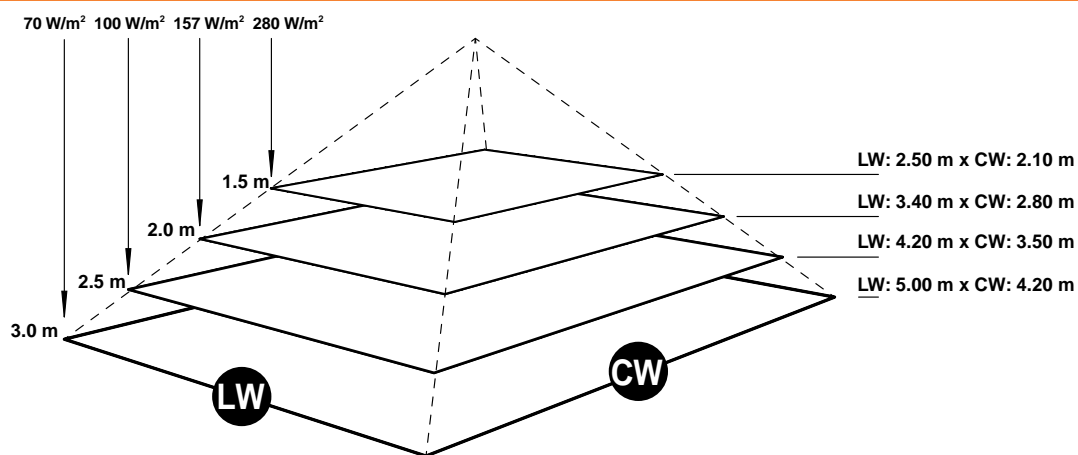 70 W/m² 100 W/m² 157 W/m² 280 W/m²
1.5 m
LW: 2.50 m x CW: 2.10 m
2.0 m
LW: 3.40 m x CW: 2.80 m
2.5 m
LW: 4.20 m x CW: 3.50 m
3.0 m
LW: 5.00 m x CW: 4.20 m
LW
CW